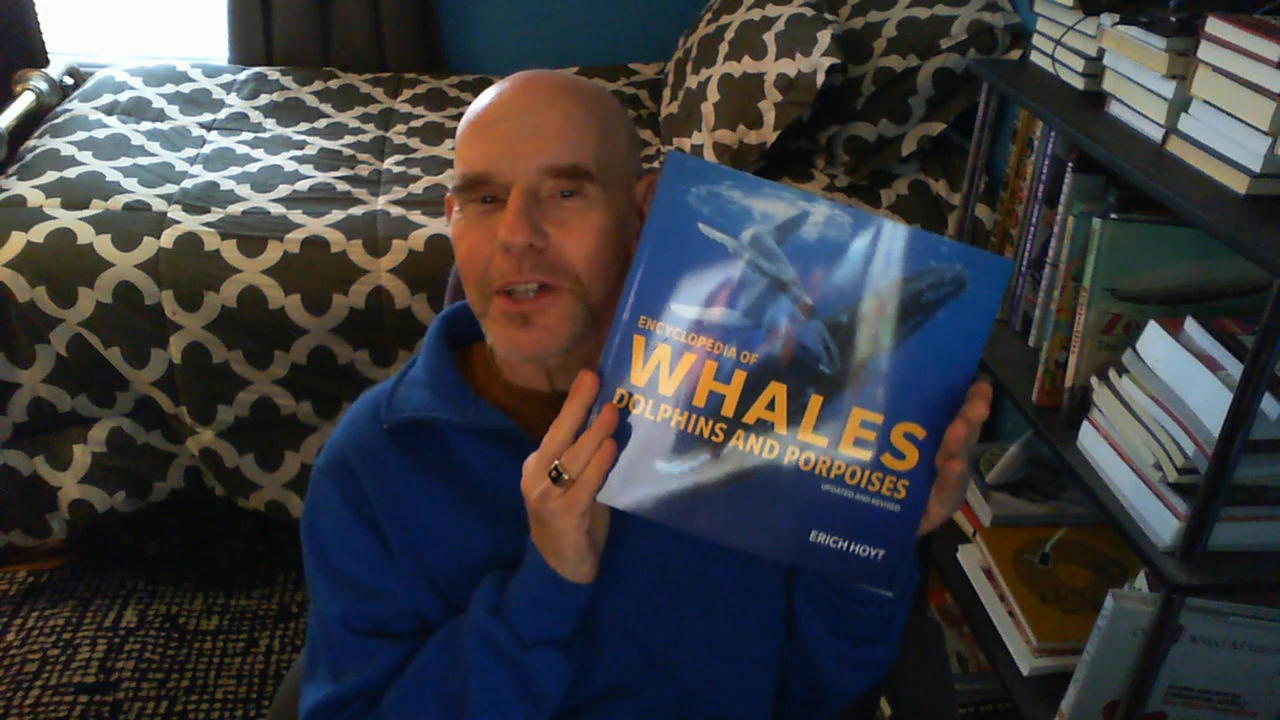 ENCYCLOPEDIA OF
WHALES
DOLPHINS AND PORPOISES
UPDATED AND REVISED
ERICH HOYT